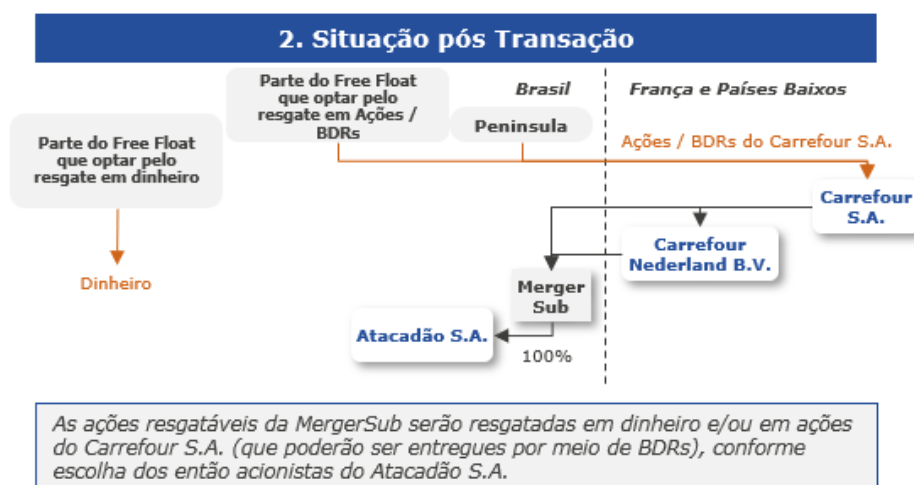 2. Situação pós Transação
Parte do Free Float
que optar pelo
resgate em dinheiro
Dinheiro
Parte do Free Float
que optar pelo
resgate em Ações /
BDRs
Brasil
Peninsula
França e Países Baixos
Ações / BDRs do Carrefour S.A.
Carrefour
S.A.
Carrefour
Nederland B.V.
Merger
Sub
Atacadão S.A.
100%
As ações resgatáveis da MergerSub serão resgatadas em dinheiro e/ou em ações
do Carrefour S.A. (que poderão ser entregues por meio de BDRs), conforme
escolha dos então acionistas do Atacadão S.A.